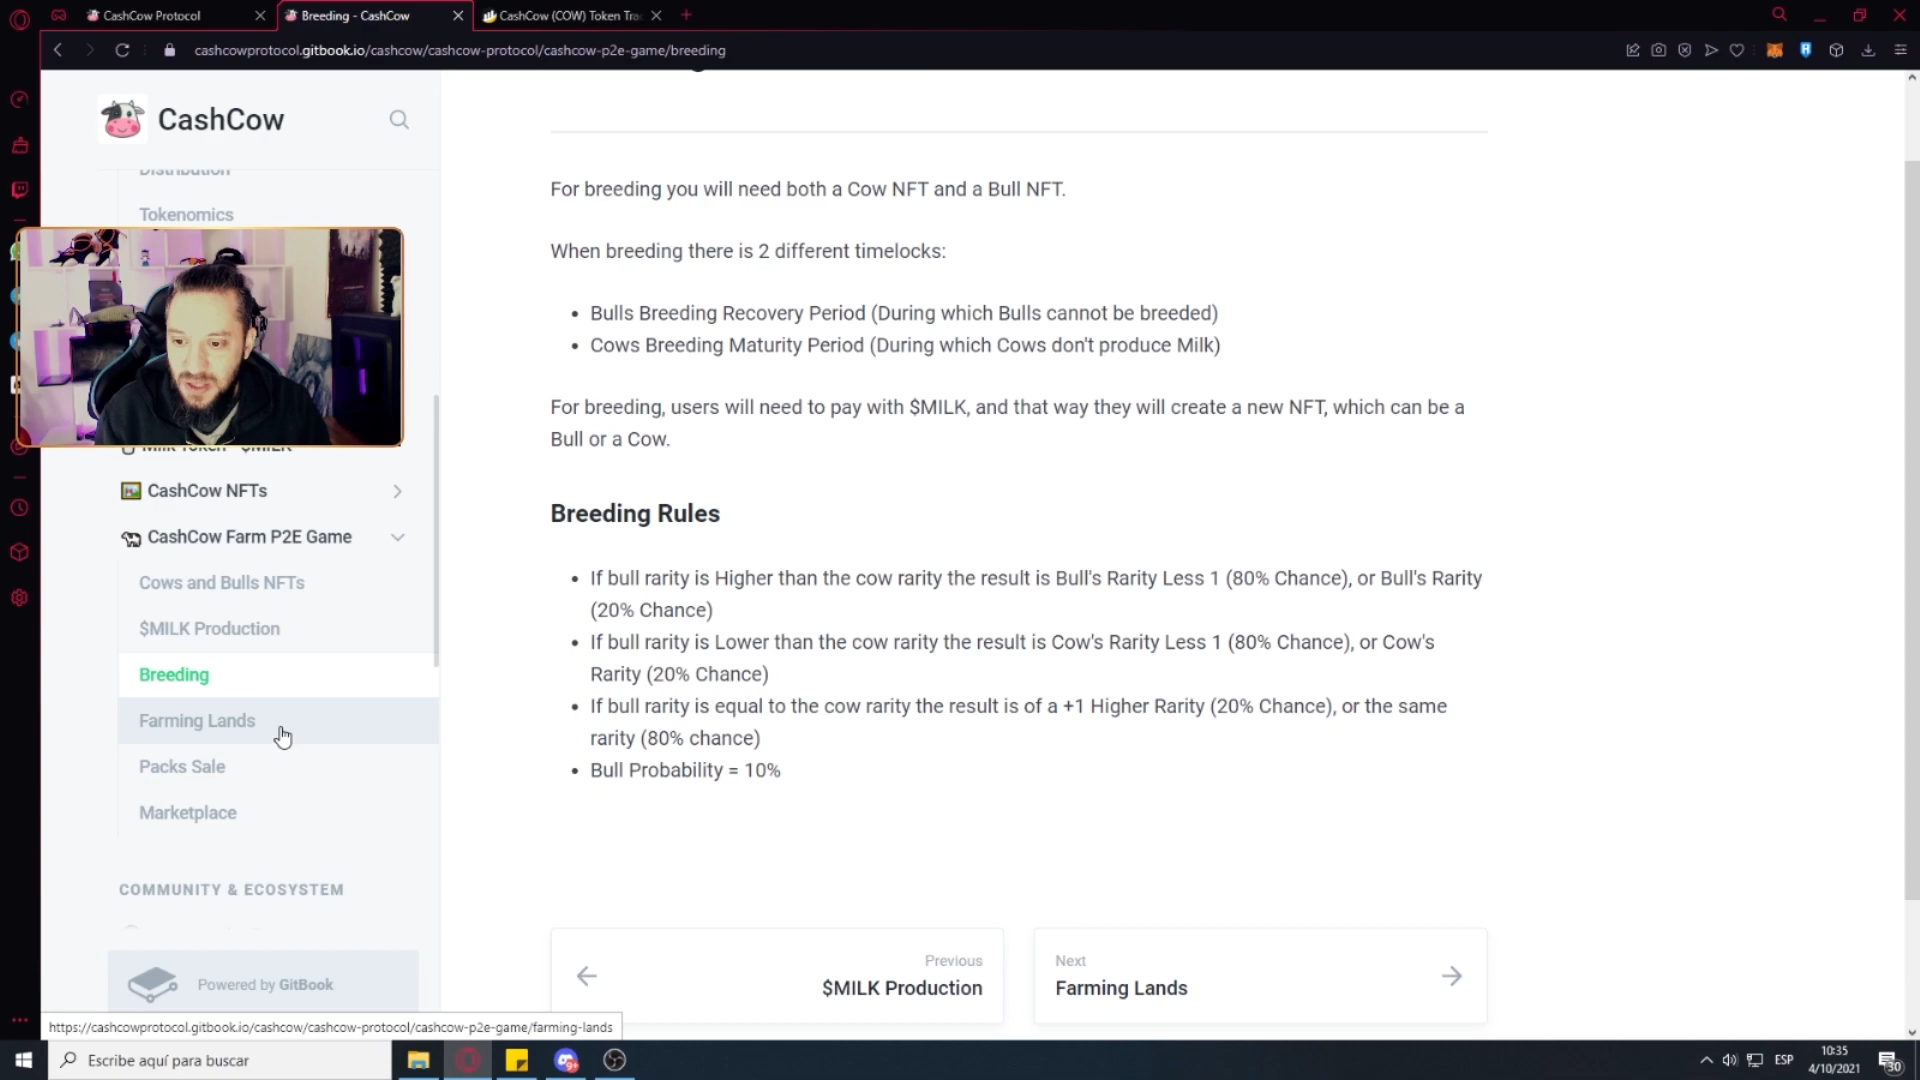 CashCow Protocol
Breeding - CashCow
CashCow (COW) Token Tra
cashcowprotocol.gitbook.io/cashcow/cashcow-protocol/cashcow-p2e-game/breeding
CashCow
Distribution
Tokenomics
Milk Token - $MILK
CashCow NFTs
CashCow Farm P2E Game
Cows and Bulls NFTs
$MILK Production
Breeding
Farming Lands
Packs Sale
Marketplace
COMMUNITY & ECOSYSTEM
Powered by GitBook
For breeding you will need both a Cow NFT and a Bull NFT.
When breeding there is 2 different timelocks:
• Bulls Breeding Recovery Period (During which Bulls cannot be breeded)
• Cows Breeding Maturity Period (During which Cows don't produce Milk)
For breeding, users will need to pay with $MILK, and that way they will create a new NFT, which can be a
Bull or a Cow.
Breeding Rules
• If bull rarity is Higher than the cow rarity the result is Bull's Rarity Less 1 (80% Chance), or Bull's Rarity
(20% Chance)
• If bull rarity is Lower than the cow rarity the result is Cow's Rarity Less 1 (80% Chance), or Cow's
Rarity (20% Chance)
• If bull rarity is equal to the cow rarity the result is of a +1 Higher Rarity (20% Chance), or the same
rarity (80% chance)
• Bull Probability = 10%
Previous
$MILK Production
Next
Farming Lands
https://cashcowprotocol.gitbook.io/cashcow/cashcow-protocol/cashcow-p2e-game/farming-lands
Escribe aquí para buscar
ESP
10:35
4/10/2021
30